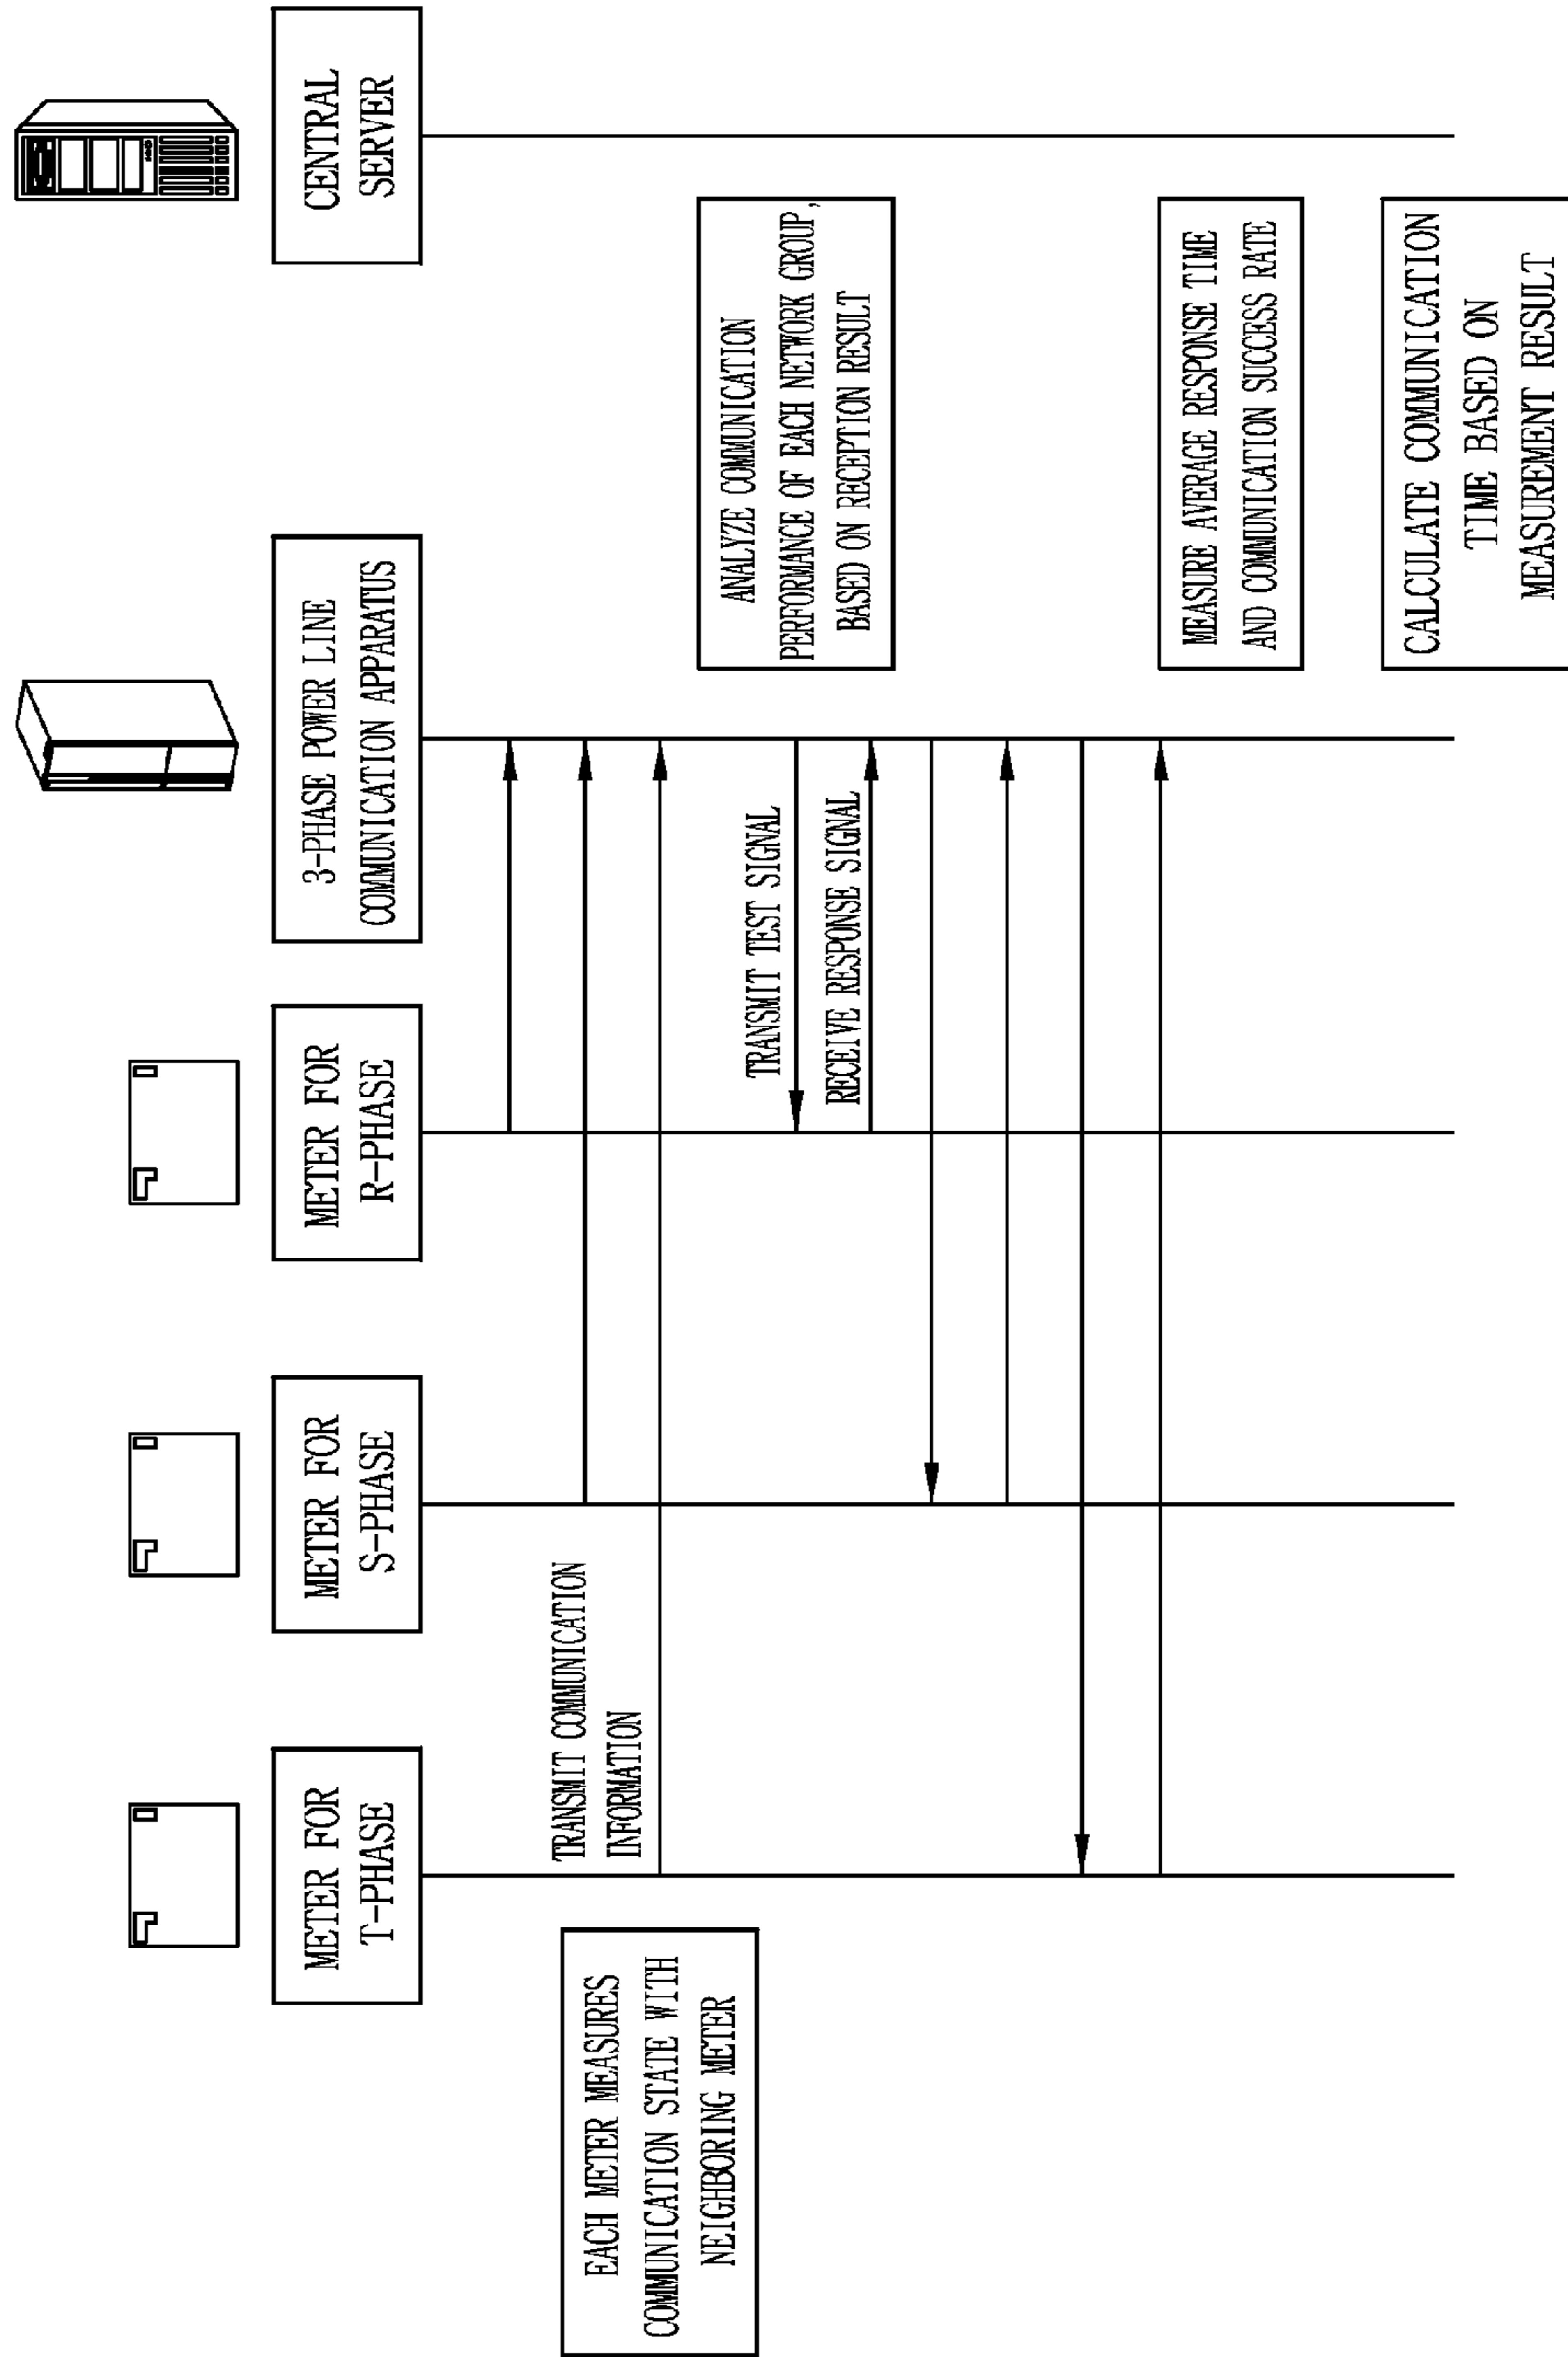 METER FOR
T-PHASE
METER FOR
S-PHASE
METER FOR
R-PHASE
3-PHASE POWER LINE
COMMUNICATION APPARATUS
CENTRAL
SERVER
EACH METER MEASURES
COMMUNICATION STATE WITH
NEIGHBORING METER
TRANSMIT COMMUNICATION
INFORMATION
ANALYZE COMMUNICATION
PERFORMANCE OF EACH NETWORK GROUP,
BASED ON RECEPTION RESULT
TRANSMIT TEST SIGNAL
RECEIVE RESPONSE SIGNAL
MEASURE AVERAGE RESPONSE TIME
AND COMMUNICATION SUCCESS RATE
CALCULATE COMMUNICATION
TIME BASED ON
MEASUREMENT RESULT